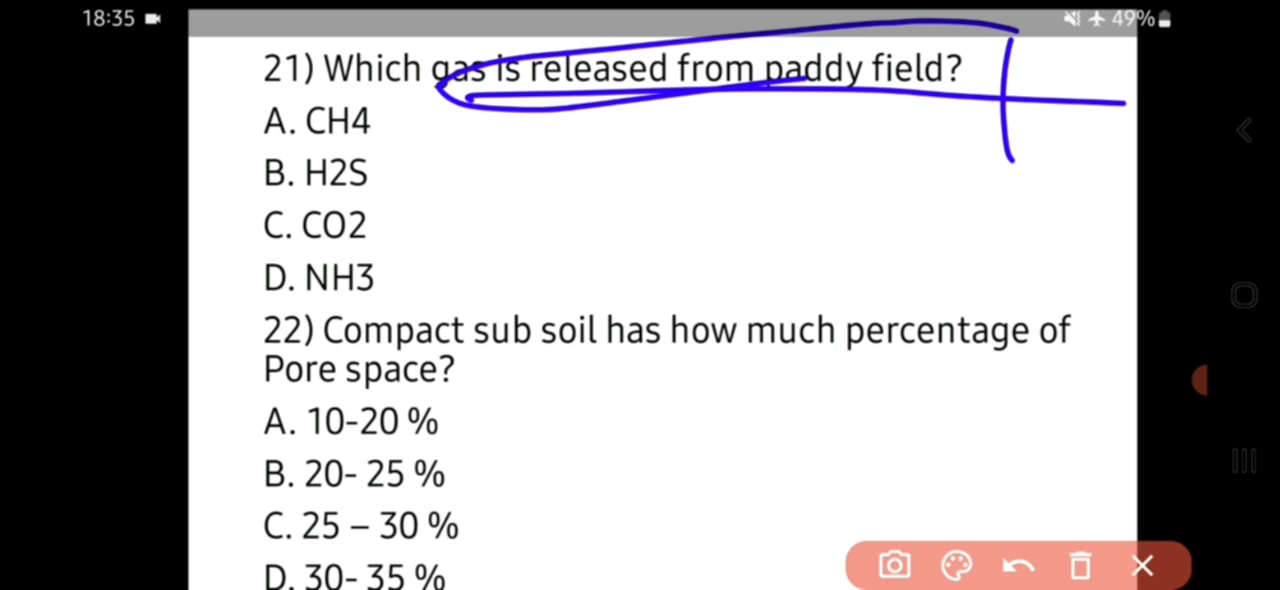 18:35
49%
21) Which gas is released from paddy field?
A. CH4
B. H2S
C. CO2
D. NH3
22) Compact sub soil has how much percentage of
Pore space?
A. 10-20 %
B. 20- 25 %
C. 25 – 30 %
D. 30- 35 %